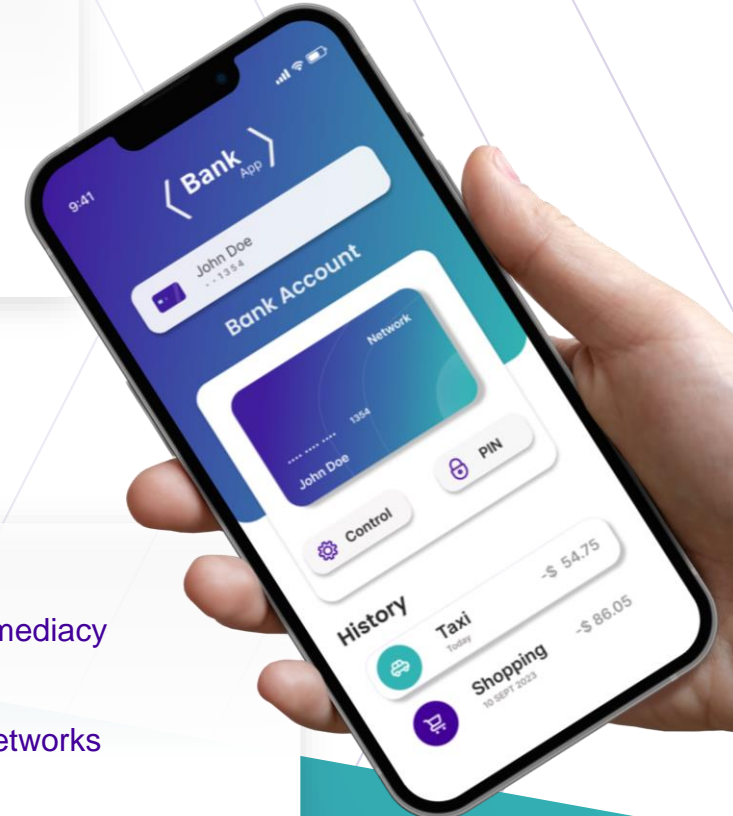 9:41
Bank
App
John Doe
· · 1354
Bank Account
Network
•••• •••• •••• 1354
John Doe
Control
PIN
History
Taxi
Today
-$ 54.75
Shopping
10 SEPT 2023
-$ 86.05
mediacy
etworks